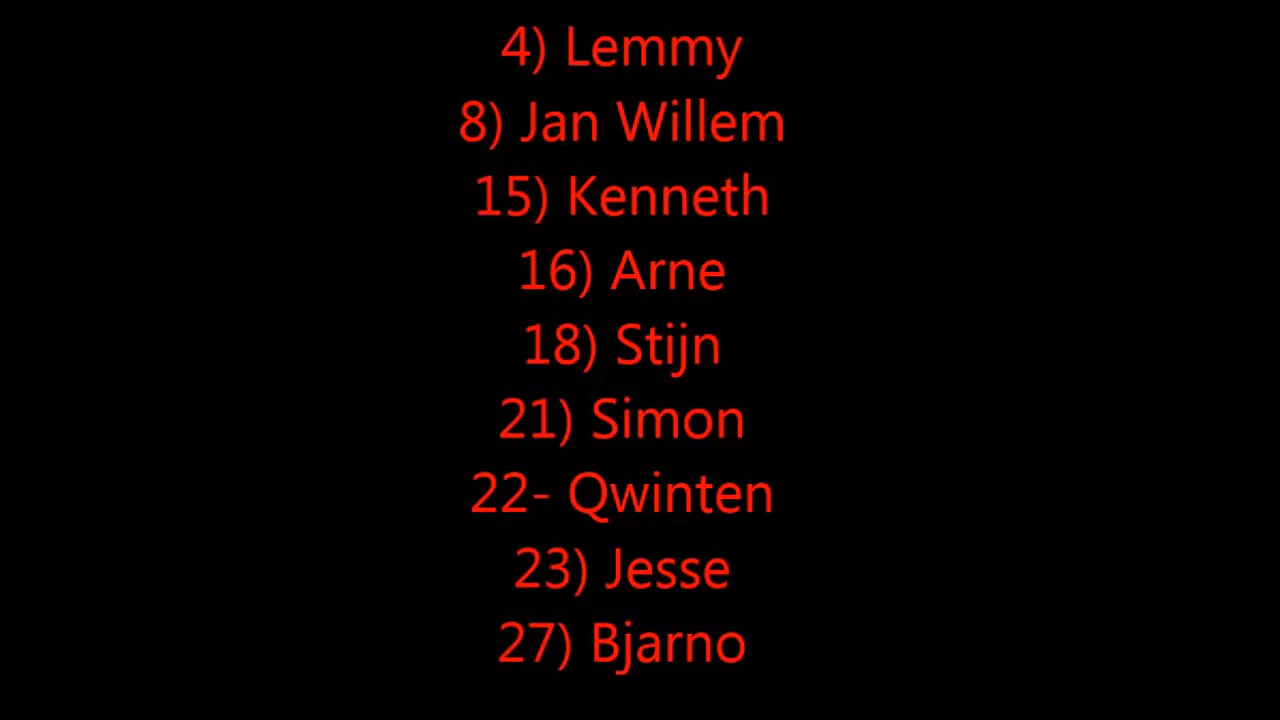 4) Lemmy
8) Jan Willem
15) Kenneth
16) Arne
18) Stijn
21) Simon
22- Qwinten
23) Jesse
27) Bjarno